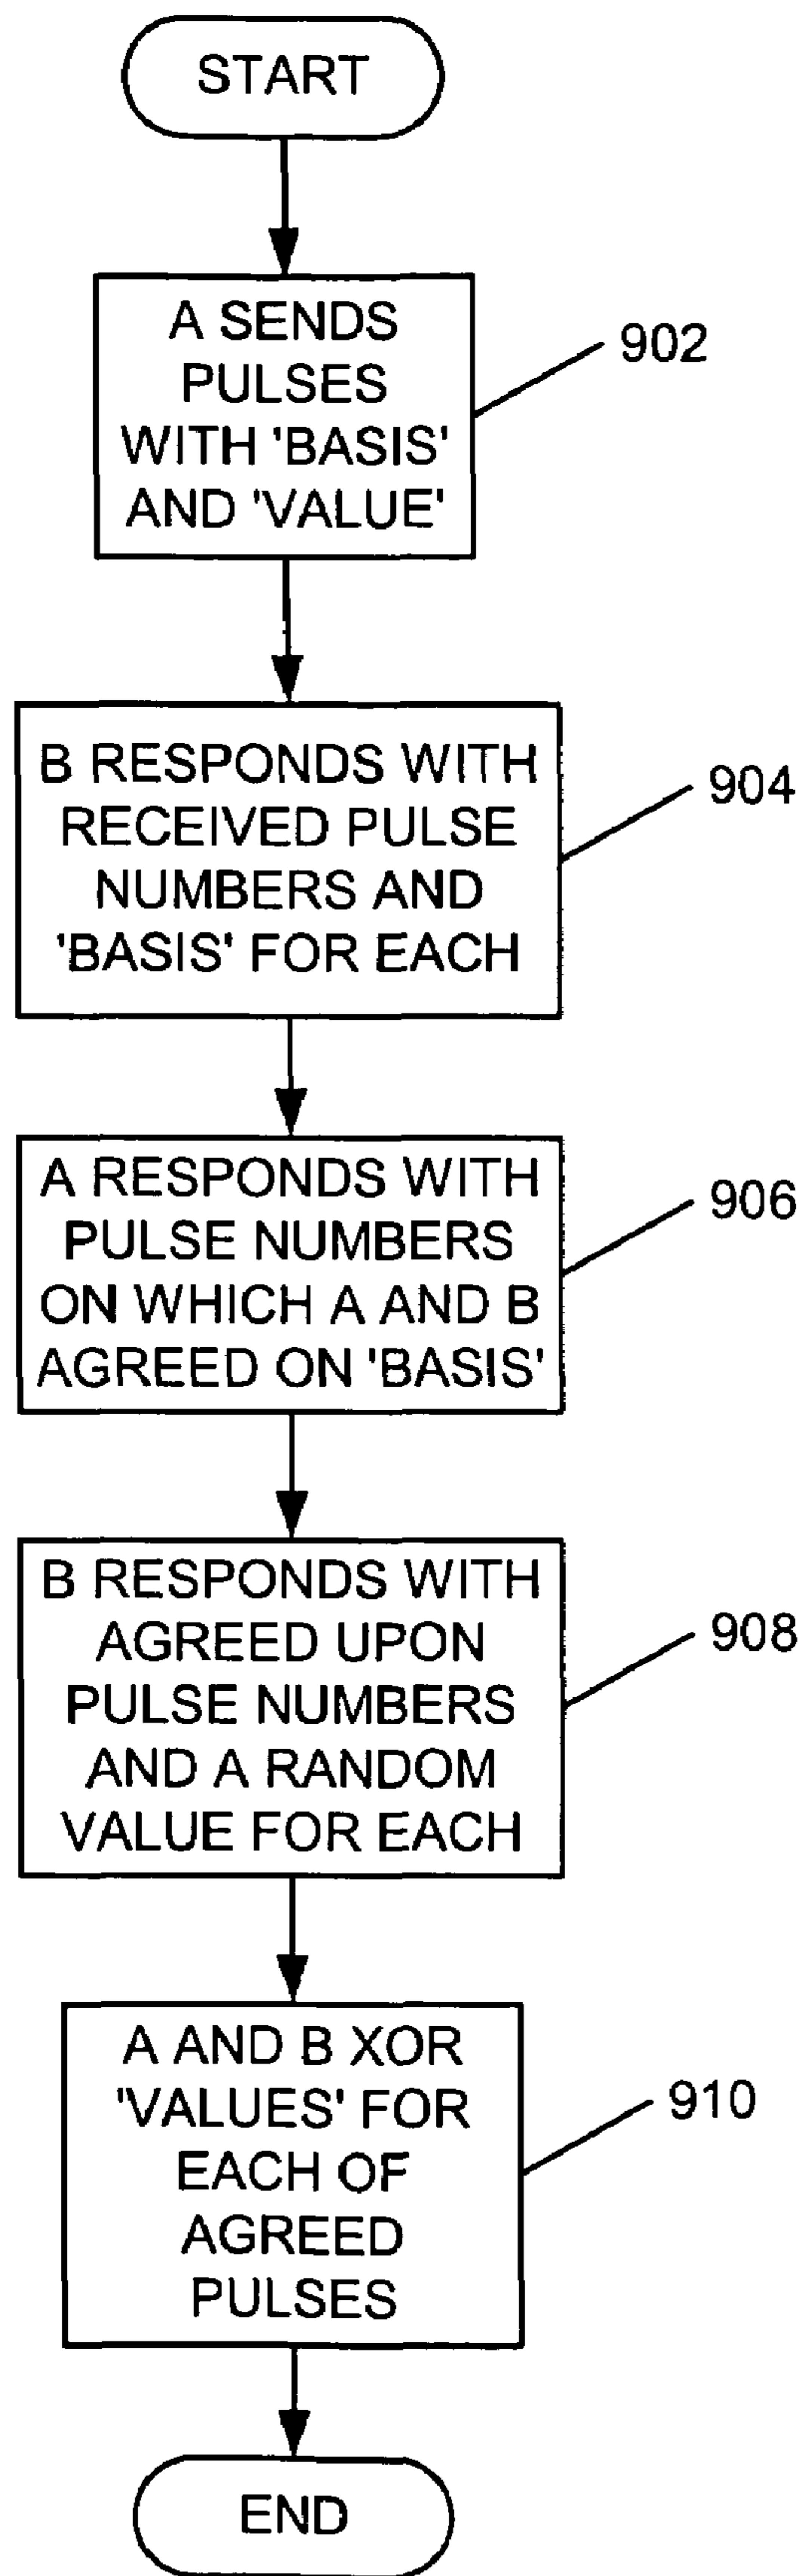 START
A SENDS
PULSES
WITH 'BASIS'
AND 'VALUE'
902
B RESPONDS WITH
RECEIVED PULSE
NUMBERS AND
'BASIS' FOR EACH
904
A RESPONDS WITH
PULSE NUMBERS
ON WHICH A AND B
AGREED ON 'BASIS'
906
B RESPONDS WITH
AGREED UPON
PULSE NUMBERS
AND A RANDOM
VALUE FOR EACH
908
A AND B XOR
'VALUES' FOR
EACH OF
AGREED
PULSES
910
END